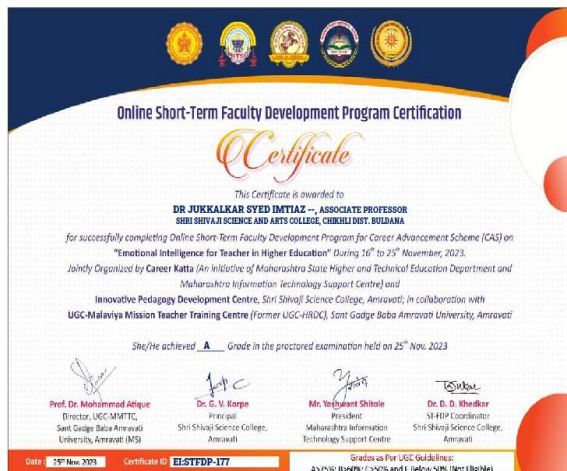 Online Short-Term Faculty Development Program Certification
Certificate
This Certificate is awarded to
DR JUKKALKAR SYED IMTIAZ --, ASSOCIATE PROFESSOR
SHRI SHIVAJI SCIENCE AND ARTS COLLEGE, CHIKHLI DIST. BULDANA
for successfully completing Online Short-Term Faculty Development Program for Career Advancement Scheme (CAS) on
"Emotional Intelligence for Teacher in Higher Education" During 16th to 25th November, 2023.
Jointly Organized by Career Katta (An initiative of Maharashtra State Higher and Technical Education Department and
Maharashtra Information Technology Support Centre) and
Innovative Pedagogy Development Centre, Shri Shivaji Science College, Amravati; in collaboration with
UGC-Malaviya Mission Teacher Training Centre (Former UGC-HRDC), Sant Gadge Baba Amravati University, Amravati
She/He achieved A Grade in the proctored examination held on 25th Nov. 2023
Prof. Dr. Mohammad Atique
Director, UGC-MMTTC,
Sant Gadge Baba Amravati
University, Amravati (MS)
Dr. G. V. Korpe
Principal
Shri Shivaji Science College,
Amravati
Mr. Yashwant Shitole
President
Maharashtra Information
Technology Support Centre
Dr. D. D. Khedkar
ST-FDP Coordinator
Shri Shivaji Science College,
Amravati
Date : 25th Nov. 2023 Certificate ID EI:STFDP-177
Grades as Per UGC Guidelines:
A>75%; B>60%; C>50% and F Below 50% (Not Eligible)